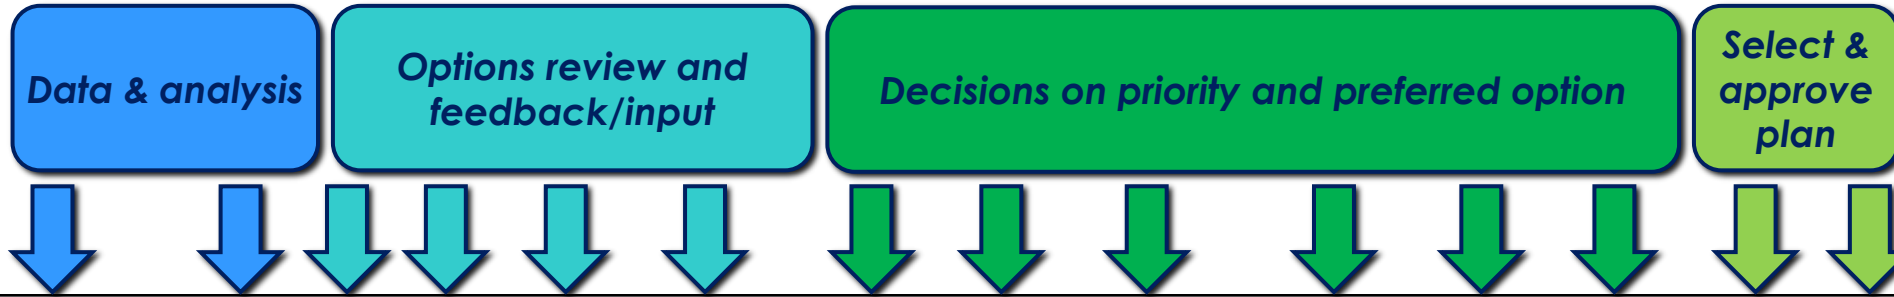 Data & analysis
Options review and
feedback/input
Decisions on priority and preferred option
Select &
approve
plan